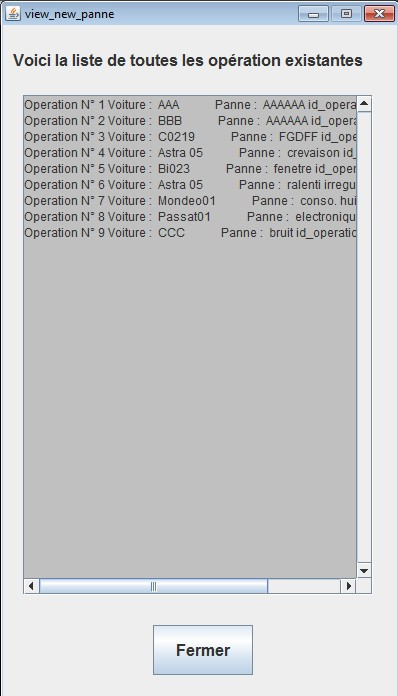 view_new_panne
Voici la liste de toutes les opération existantes
Operation N° 1 Voiture : AAA Panne : AAAAAA id_opera
Operation N° 2 Voiture : BBB Panne : AAAAAA id_opera
Operation N° 3 Voiture : C0219 Panne : FGDFF id_ope
Operation N° 4 Voiture : Astra 05 Panne : crevaison id_
Operation N° 5 Voiture : Bi023 Panne : fenetre id_oper
Operation N° 6 Voiture : Astra 05 Panne : ralenti irregu
Operation N° 7 Voiture : Mondeo01 Panne : conso. hui
Operation N° 8 Voiture : Passat01 Panne : electroniqu
Operation N° 9 Voiture : CCC Panne : bruit id_operatio
Fermer